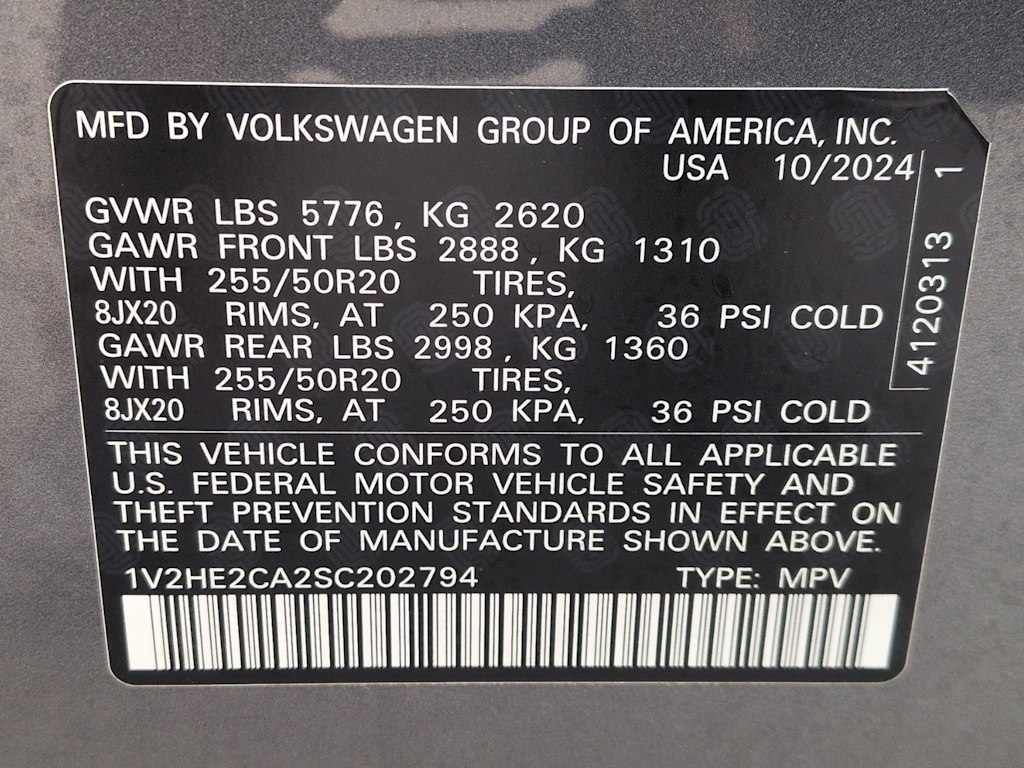 MFD BY VOLKSWAGEN GROUP OF AMERICA, INC.
USA 10/2024
GVWR LBS 5776, KG 2620
GAWR FRONT LBS 2888, KG 1310
WITH 255/50R20 TIRES,
8JX20 RIMS, AT 250 KPA, 36 PSI COLD
GAWR REAR LBS 2998, KG 1360
WITH 255/50R20 TIRES,
8JX20 RIMS, AT 250 KPA, 36 PSI COLD
4120313 1
THIS VEHICLE CONFORMS TO ALL APPLICABLE
U.S. FEDERAL MOTOR VEHICLE SAFETY AND
THEFT PREVENTION STANDARDS IN EFFECT ON
THE DATE OF MANUFACTURE SHOWN ABOVE.
1V2HE2CA2SC202794 TYPE: MPV